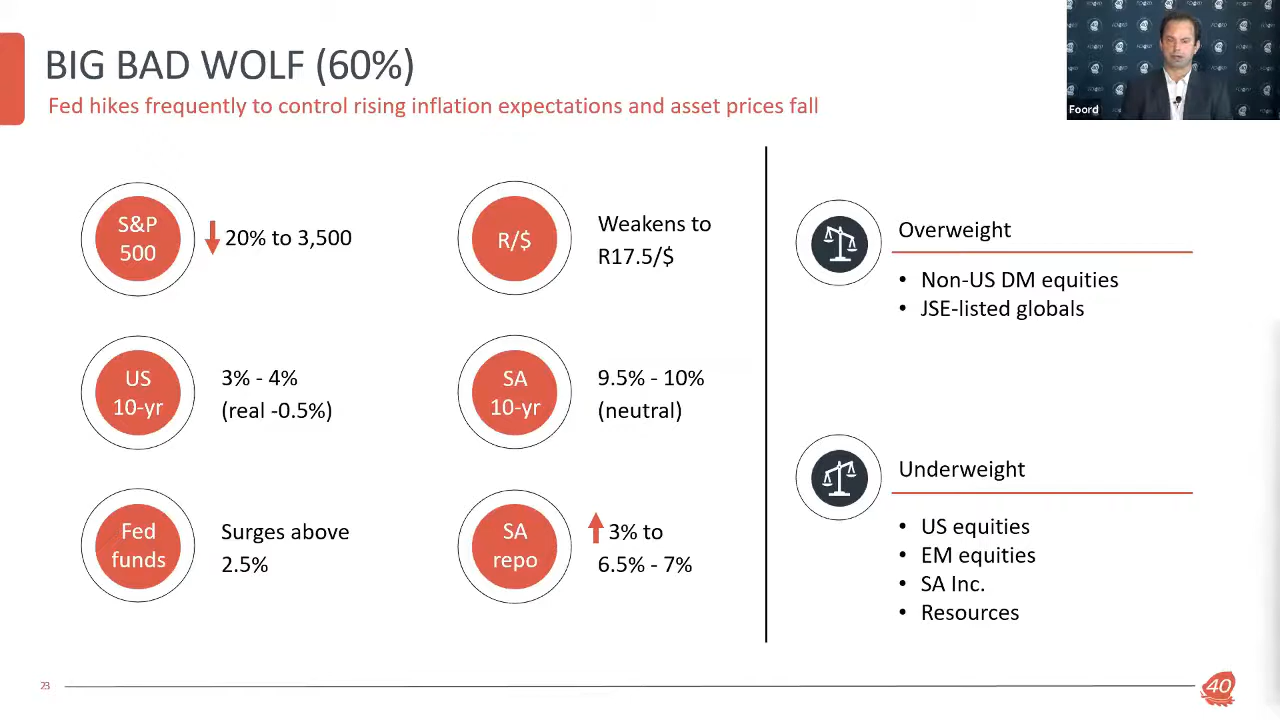 BIG BAD WOLF (60%)
Fed hikes frequently to control rising inflation expectations and asset prices fall
Foord
S&P
500
20% to 3,500
R/$
Weakens to
R17.5/$
US
10-yr
3% - 4%
(real -0.5%)
SA
10-yr
9.5% - 10%
(neutral)
Fed
funds
Surges above
2.5%
SA
repo
3% to
6.5% - 7%
Overweight
• Non-US DM equities
• JSE-listed globals
Underweight
• US equities
• EM equities
• SA Inc.
• Resources
23
40